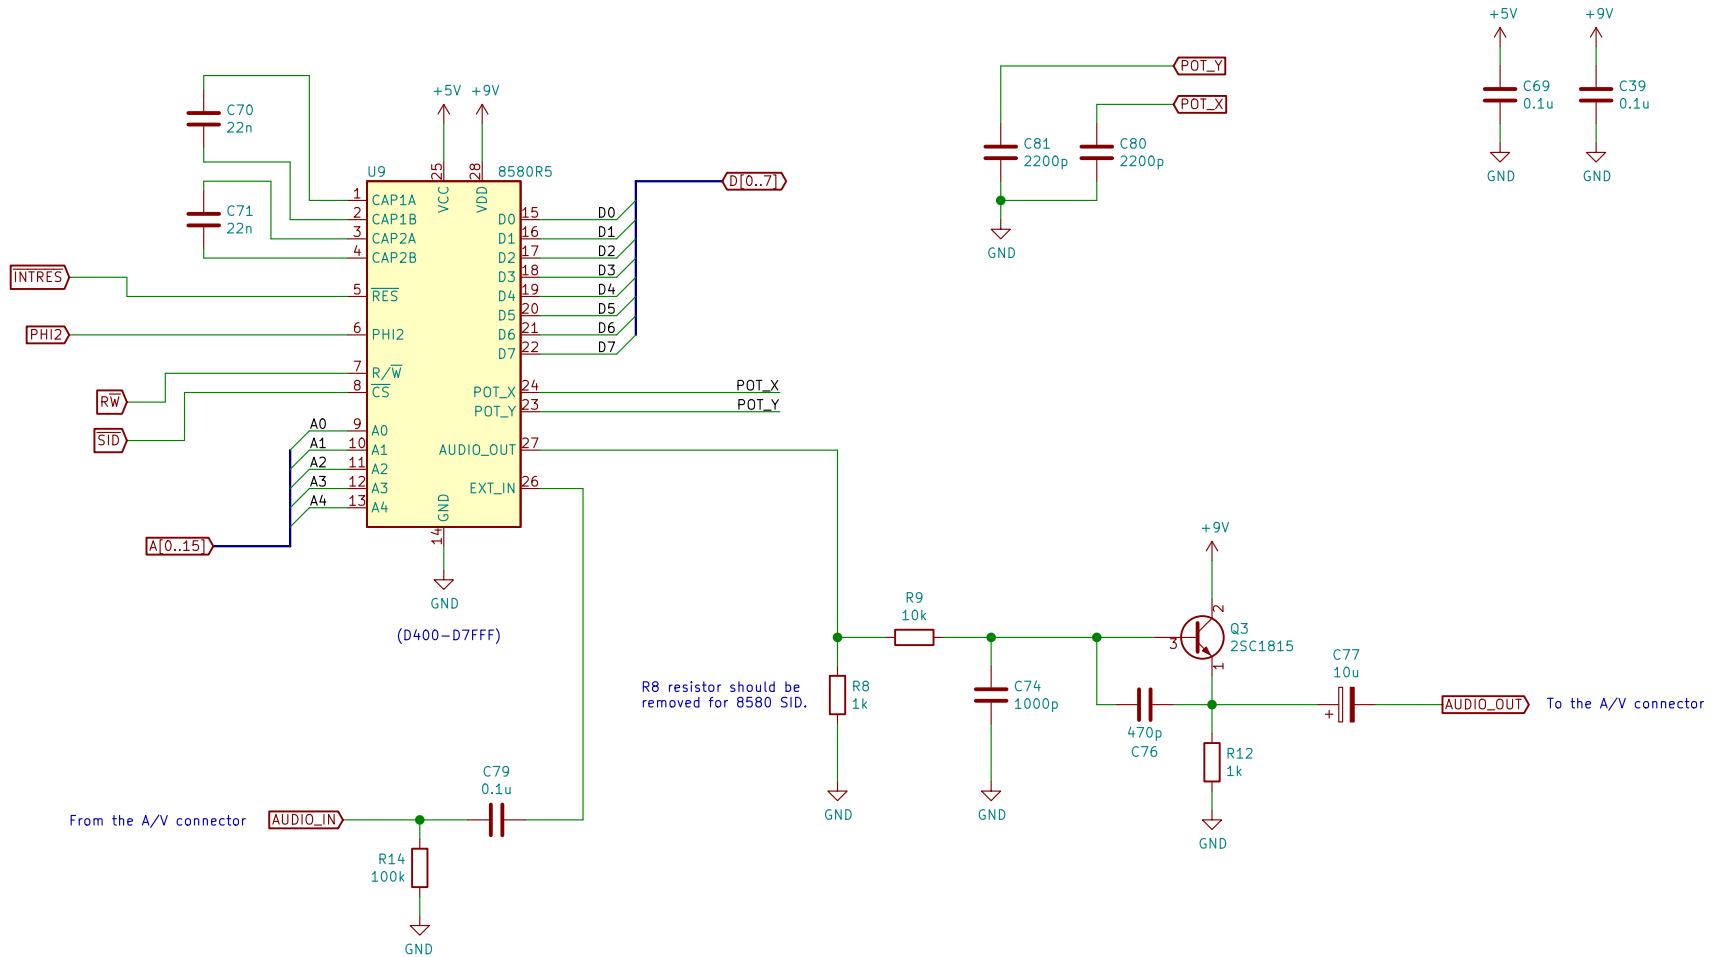 +5V
+9V
POT_Y
POT_X
C69
0.1u
C39
0.1u
GND
GND
C81
2200p
C80
2200p
GND
C70
22n
C71
22n
+5V
+9V
U9
8580R5
25
28
VCC
VDD
1
CAP1A
2
CAP1B
3
CAP2A
4
CAP2B
INTRES
5
RES
PHI2
6
PHI2
7
R/W
RW
8
CS
SID
A0
9
A0
A1
10
A1
A2
11
A2
A3
12
A3
A4
13
A4
A[0..15]
GND
14
GND
(D400-D7FFF)
D[0..7]
D0
15
D0
D1
16
D1
D2
17
D2
D3
18
D3
D4
19
D4
D5
20
D5
D6
21
D6
D7
22
D7
POT_X
24
POT_X
POT_Y
23
POT_Y
AUDIO_OUT
27
EXT_IN
26
R9
10k
R8 resistor should be
removed for 8580 SID.
R8
1k
GND
C74
1000p
GND
470p
C76
+9V
2
3
1
Q3
2SC1815
C77
10u
+
AUDIO_OUT
To the A/V connector
R12
1k
GND
From the A/V connector
AUDIO_IN
C79
0.1u
R14
100k
GND